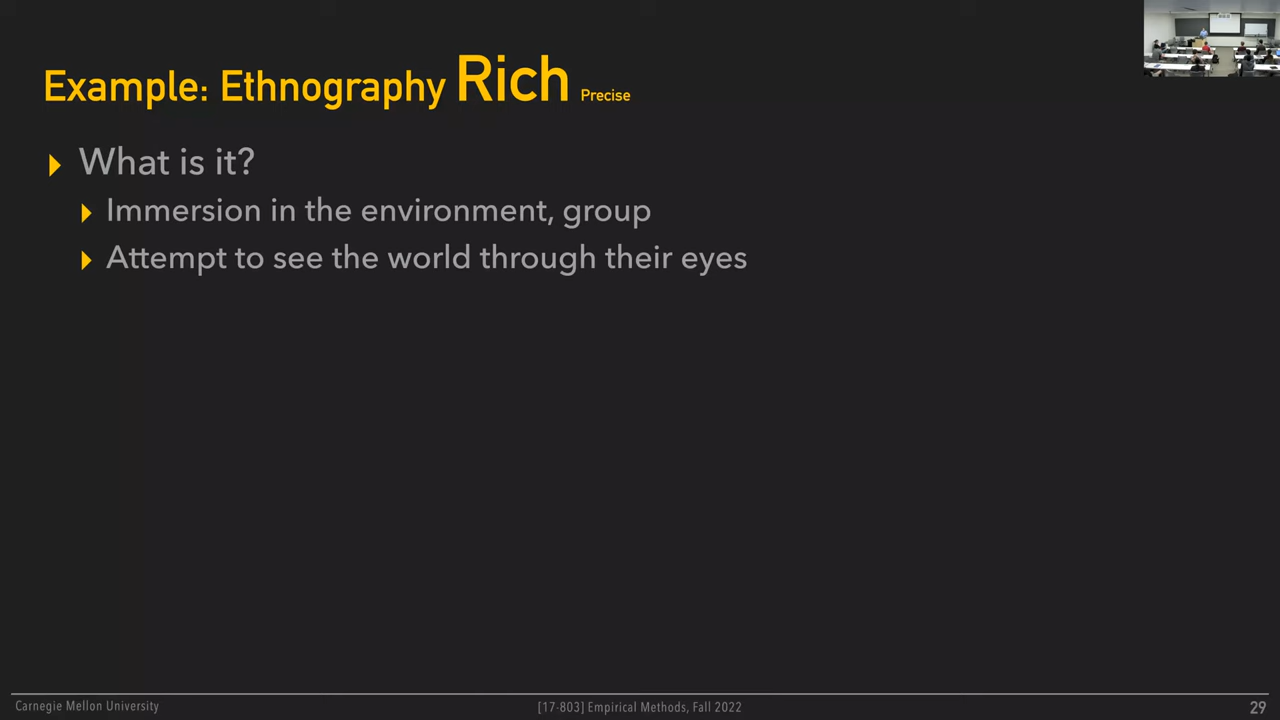 Example: Ethnography Rich Precise
What is it?
Immersion in the environment, group
Attempt to see the world through their eyes
Carnegie Mellon University
[17-803] Empirical Methods, Fall 2022
29